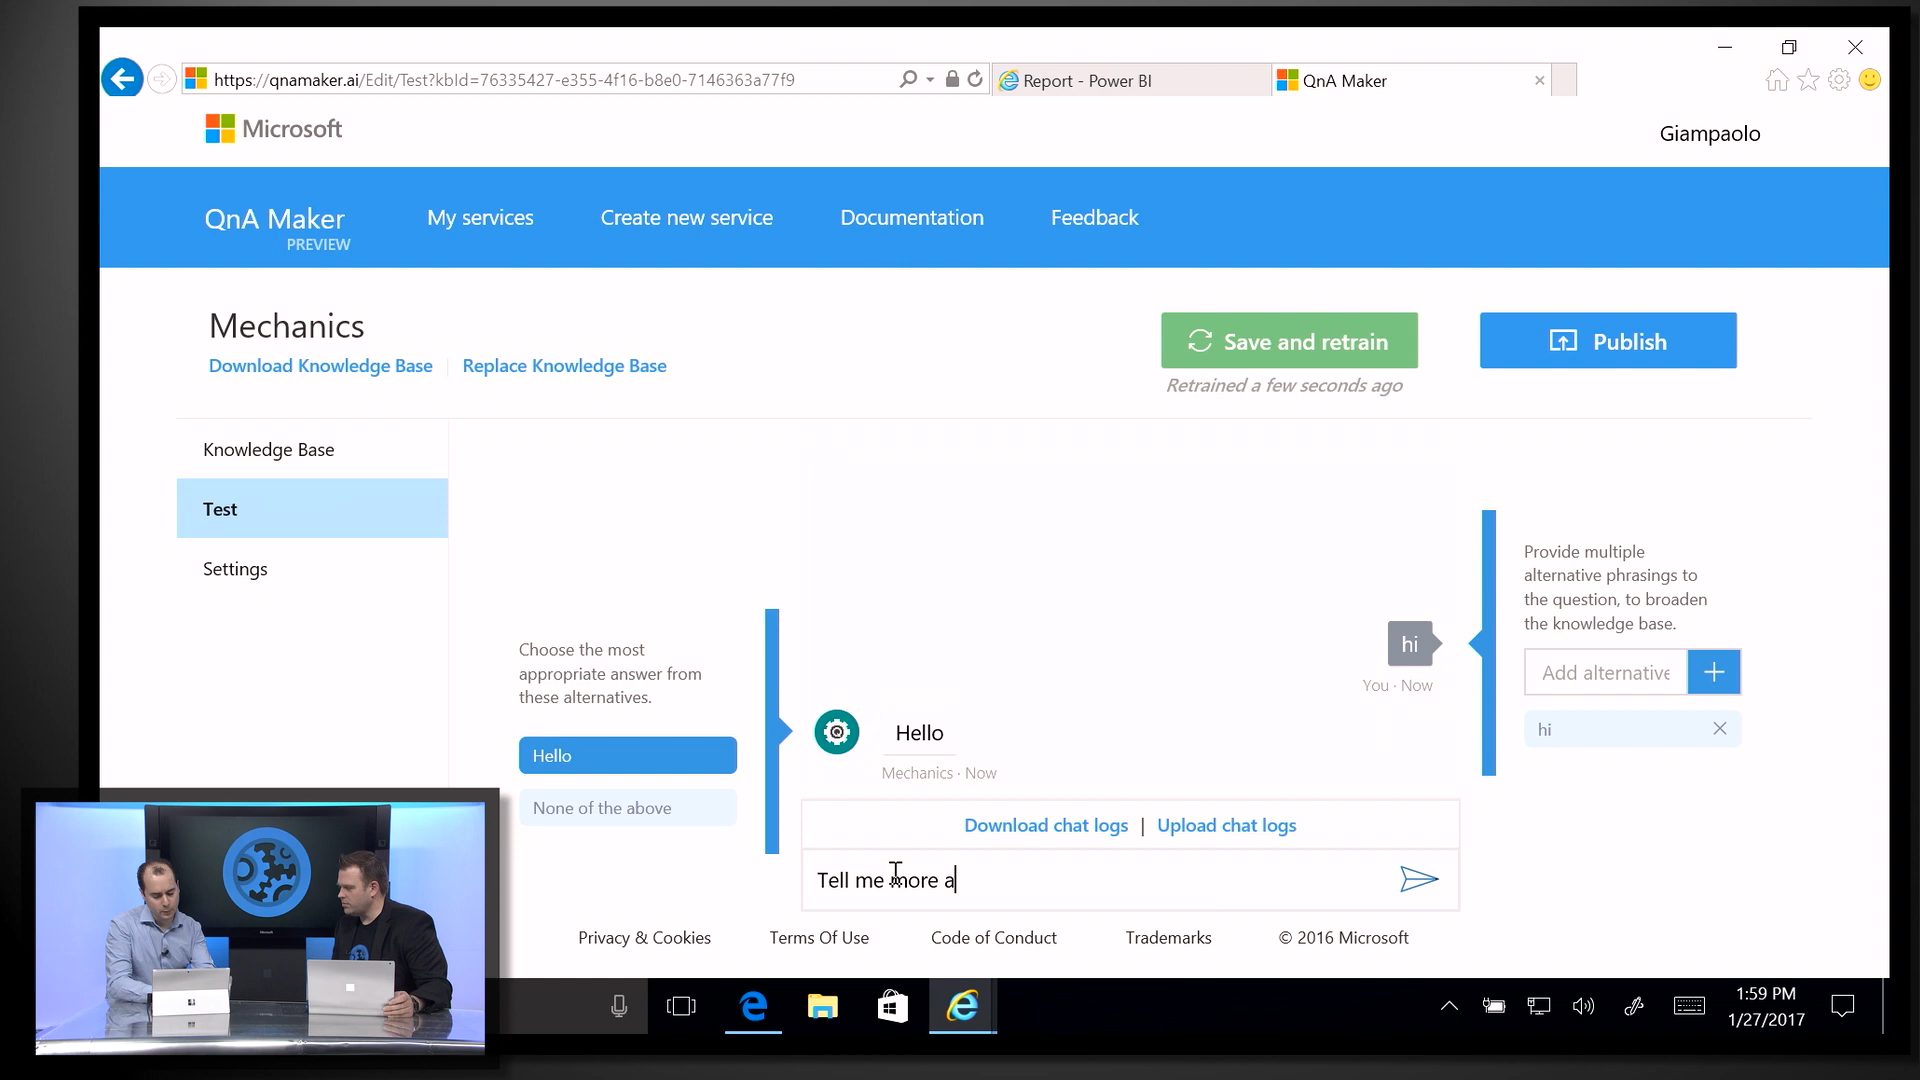 https://qnamaker.ai/Edit/Test?kbId=76335427-e355-4f16-b8e0-7146363a77f9
Report - Power BI
QnA Maker
Microsoft
Giampaolo
QnA Maker
PREVIEW
My services
Create new service
Documentation
Feedback
Mechanics
Download Knowledge Base
Replace Knowledge Base
Save and retrain
Retrained a few seconds ago
Publish
Knowledge Base
Test
Settings
Provide multiple
alternative phrasings to
the question, to broaden
the knowledge base.
Add alternative
hi
hi
You · Now
Choose the most
appropriate answer from
these alternatives.
Hello
None of the above
Hello
Mechanics · Now
Download chat logs | Upload chat logs
Tell me more a
Privacy & Cookies
Terms Of Use
Code of Conduct
Trademarks
© 2016 Microsoft
1:59 PM
1/27/2017